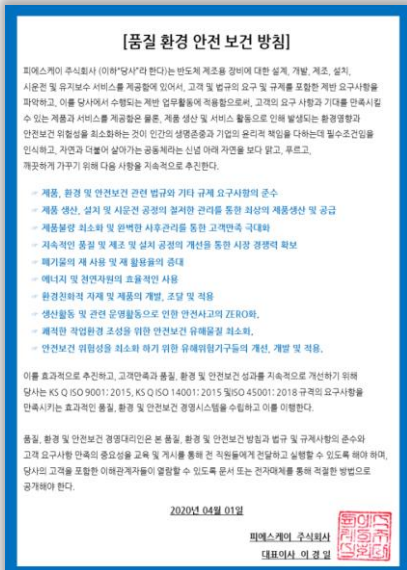 [품질 환경 안전 보건 방침]
피에스케이 주식회사 (이하"당사"라 한다)는 반도체 제조용 장비에 대한 설계, 개발, 제조, 설치,
시운전 및 유지보수 서비스를 제공함에 있어서, 고객 및 법규의 요구 및 규제를 포함한 제반 요구사항을
파악하고, 이를 당사에서 수행되는 제반 업무활동에 적용함으로써, 고객의 요구 사항과 기대를 만족시킬
수 있는 제품과 서비스를 제공함은 물론, 제품 생산 및 서비스 활동으로 인해 발생되는 환경영향과
안전보건 위험성을 최소화하는 것이 인간의 생명존중과 기업의 윤리적 책임을 다하는데 필수조건임을
인식하고, 자연과 더불어 살아가는 공동체라는 신념 아래 자연을 보다 맑고, 푸르고,
깨끗하게 가꾸기 위해 다음 사항을 지속적으로 추진한다.
☞ 제품, 환경 및 안전보건 관련 법규와 기타 규제 요구사항의 준수
☞ 제품 생산, 설치 및 시운전 공정의 철저한 관리를 통한 최상의 제품생산 및 공급
☞ 제품불량 최소화 및 완벽한 사후관리를 통한 고객만족 극대화
☞ 지속적인 품질 및 제조 및 설치 공정의 개선을 통한 시장 경쟁력 확보
☞ 폐기물의 재 사용 및 재 활용율의 증대
☞ 에너지 및 천연자원의 효율적인 사용
☞ 환경친화적 자재 및 제품의 개발, 조달 및 적용
☞ 생산활동 및 관련 운영활동으로 인한 안전사고의 ZERO화.
☞ 쾌적한 작업환경 조성을 위한 안전보건 유해물질 최소화.
☞ 안전보건 위험성을 최소화 하기 위한 유해위험기구들의 개선, 개발 및 적용.
이를 효과적으로 추진하고, 고객만족과 품질, 환경 및 안전보건 성과를 지속적으로 개선하기 위해
당사는 KS Q ISO 9001: 2015, KS Q ISO 14001: 2015 및ISO 45001: 2018 규격의 요구사항을
만족시키는 효과적인 품질, 환경 및 안전보건 경영시스템을 수립하고 이를 이행한다.
품질, 환경 및 안전보건 경영대리인은 본 품질, 환경 및 안전보건 방침과 법규 및 규제사항의 준수와
고객 요구사항 만족의 중요성을 교육 및 게시를 통해 전 직원들에게 전달하고 실행할 수 있도록 해야 하며,
당사의 고객을 포함한 이해관계자들이 열람할 수 있도록 문서 또는 전자매체를 통해 적절한 방법으로
공개해야 한다.
2020년 04월 01일
피에스케이 주식회사
대표이사 이 경 일